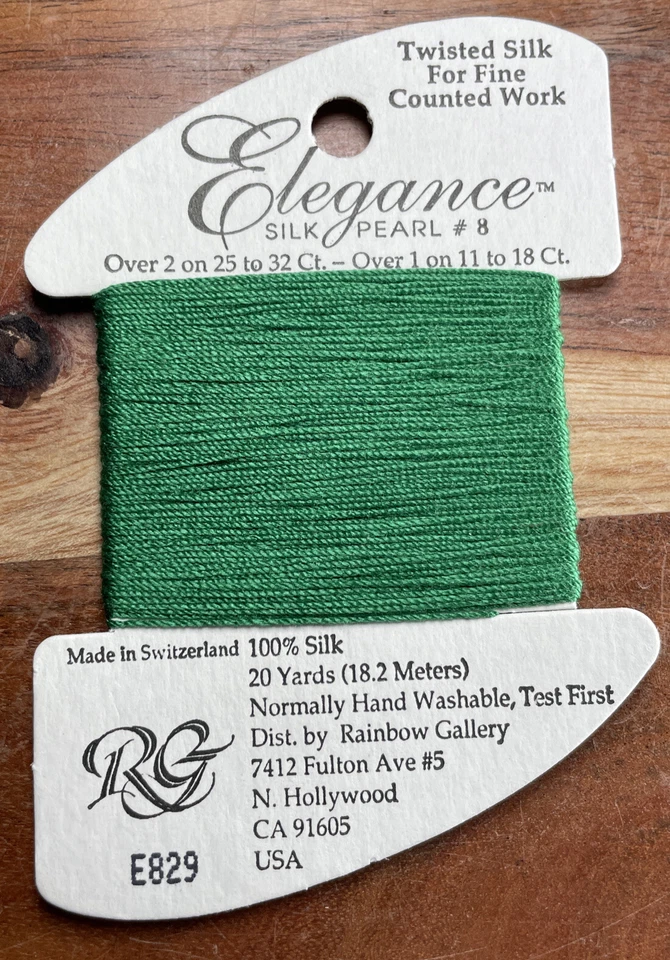 Twisted Silk
For Fine
Counted Work
Elegance™
SILK PEARL # 8
Over 2 on 25 to 32 Ct. – Over 1 on 11 to 18 Ct.
Made in Switzerland 100% Silk
20 Yards (18.2 Meters)
Normally Hand Washable, Test First
Dist. by Rainbow Gallery
7412 Fulton Ave #5
N. Hollywood
CA 91605
USA
RG
E829